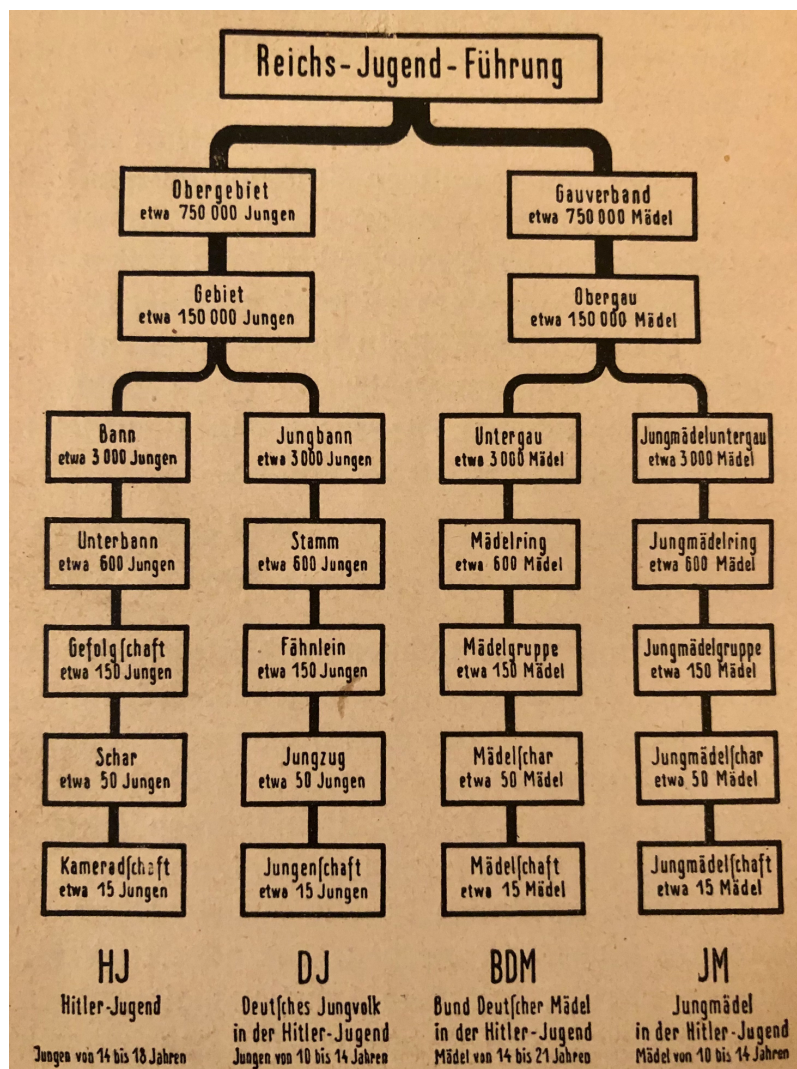 Reichs-Jugend-Führung
Obergebiet
etwa 750 000 Jungen
Gauverband
etwa 750 000 Mädel
Gebiet
etwa 150 000 Jungen
Obergau
etwa 150 000 Mädel
Bann
etwa 3 000 Jungen
Jungbann
etwa 3 000 Jungen
Untergau
etwa 3 000 Mädel
Jungmädeluntergau
etwa 3 000 Mädel
Unterbann
etwa 600 Jungen
Stamm
etwa 600 Jungen
Mädelring
etwa 600 Mädel
Jungmädelring
etwa 600 Mädel
Gefolgſchaft
etwa 150 Jungen
Fähnlein
etwa 150 Jungen
Mädelgruppe
etwa 150 Mädel
Jungmädelgruppe
etwa 150 Mädel
Schar
etwa 50 Jungen
Jungzug
etwa 50 Jungen
Mädelſchar
etwa 50 Mädel
Jungmädelſchar
etwa 50 Mädel
Kameradſchaft
etwa 15 Jungen
Jungenſchaft
etwa 15 Jungen
Mädelſchaft
etwa 15 Mädel
Jungmädelſchaft
etwa 15 Mädel
HJ
Hitler-Jugend
Jungen von 14 bis 18 Jahren
DJ
Deutſches Jungvolk
in der Hitler-Jugend
Jungen von 10 bis 14 Jahren
BDM
Bund Deutſcher Mädel
in der Hitler-Jugend
Mädel von 14 bis 21 Jahren
JM
Jungmädel
in der Hitler-Jugend
Mädel von 10 bis 14 Jahren